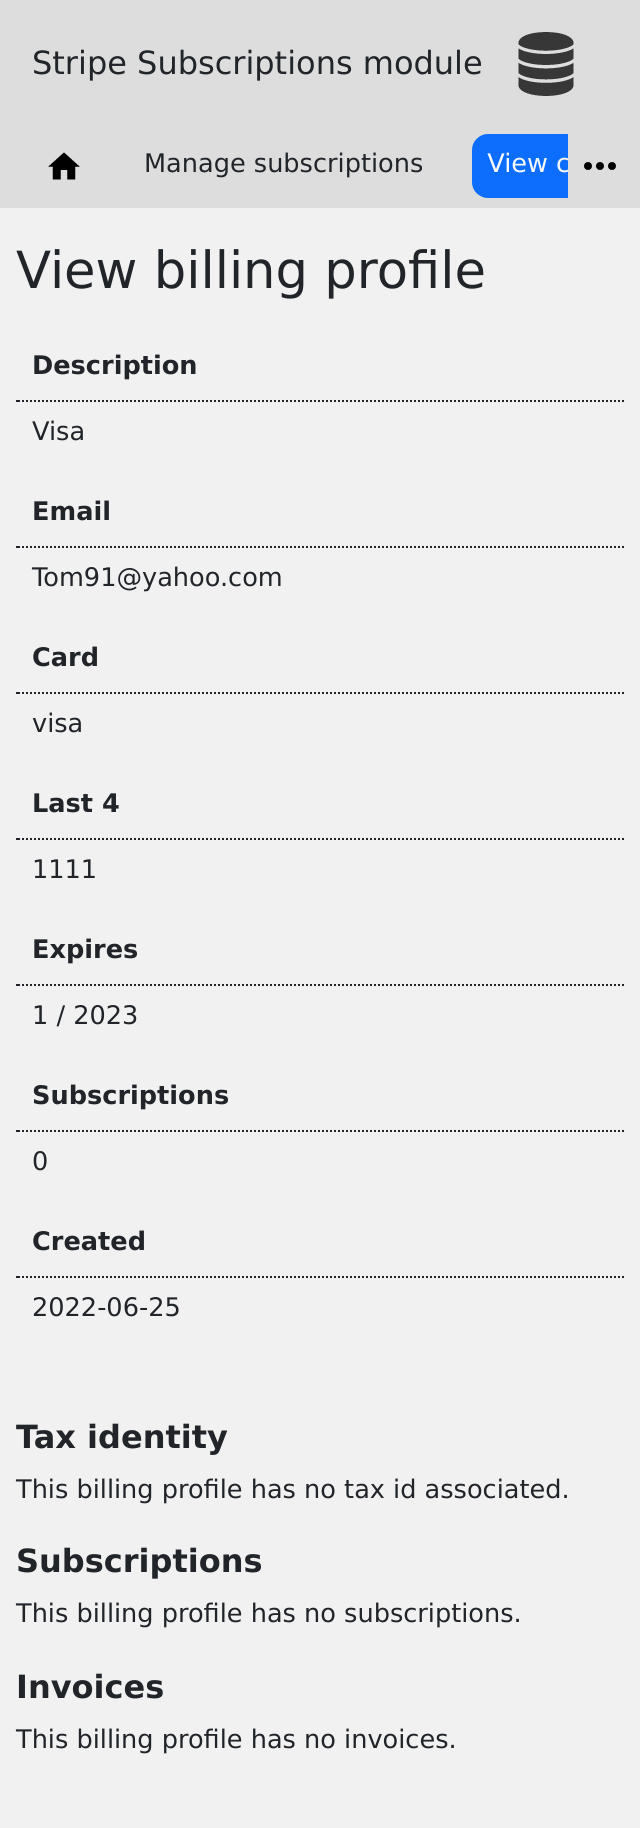 Stripe Subscriptions module
Manage subscriptions
View c
View billing profile
Description
Visa
Email
Tom91@yahoo.com
Card
visa
Last 4
1111
Expires
1 / 2023
Subscriptions
0
Created
2022-06-25
Tax identity
This billing profile has no tax id associated.
Subscriptions
This billing profile has no subscriptions.
Invoices
This billing profile has no invoices.